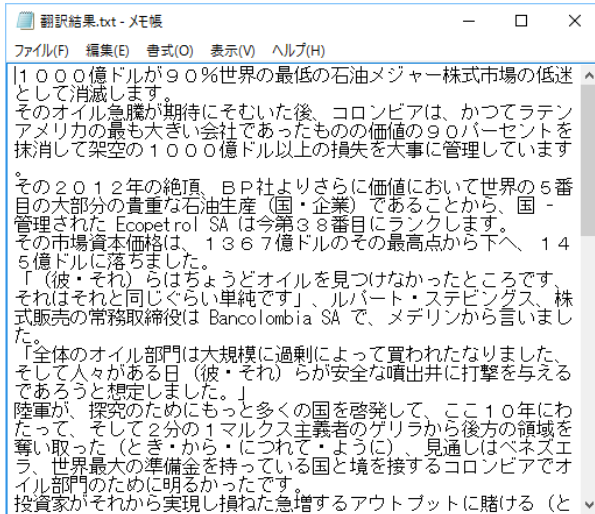 翻訳結果.txt - メモ帳
ファイル(F) 編集(E) 書式(O) 表示(V) ヘルプ(H)
１０００億ドルが９０％世界の最低の石油メジャー株式市場の低迷
として消滅します。
そのオイル急騰が期待にそむいた後、コロンビアは、かつてラテン
アメリカの最も大きい会社であったものの価値の９０パーセントを
抹消して架空の１０００億ドル以上の損失を大事に管理しています
。
その２０１２年の絶頂、ＢＰ社よりさらに価値において世界の５番
目の大部分の貴重な石油生産（国・企業）であることから、国 -
管理された Ecopetrol SA は今第３８番目にランクします。
その市場資本価格は、１３６７億ドルのその最高点から下へ、１４
５億ドルに落ちました。
「（彼・それ）らはちょうどオイルを見つけなかったところです、
それはそれと同じぐらい単純です」、ルパート・ステビングス、株
式販売の常務取締役は Bancolombia SA で、メデリンから言いまし
た。
「全体のオイル部門は大規模に過剰によって買われたなりました、
そして人々がある日（彼・それ）らが安全な噴出井に打撃を与える
であろうと想定しました。」
陸軍が、探究のためにもっと多くの国を啓発して、ここ１０年にわ
たって、そして２分の１マルクス主義者のゲリラから後方の領域を
奪い取った（とき・から・につれて・ように）、見通しはベネズエ
ラ、世界最大の準備金を持っている国と境を接するコロンビアでオ
イル部門のために明るかったです。
投資家がそれから実現し損ねた急増するアウトプットに賭ける（と